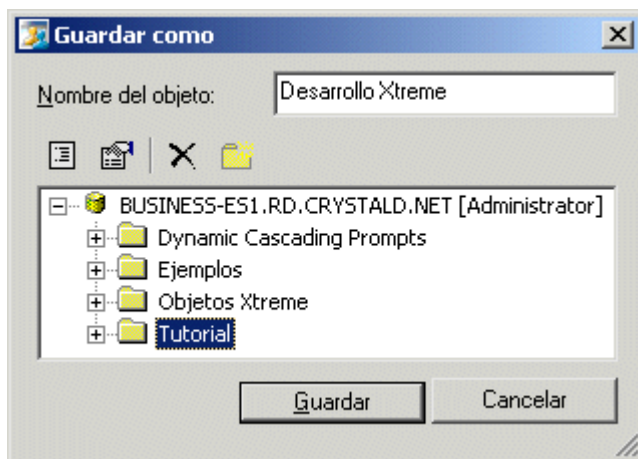 Guardar como
Nombre del objeto: Desarrollo Xtreme
BUSINESS-ES1.RD.CRYSTALD.NET [Administrator]
Dynamic Cascading Prompts
Ejemplos
Objetos Xtreme
Tutorial
Guardar Cancelar